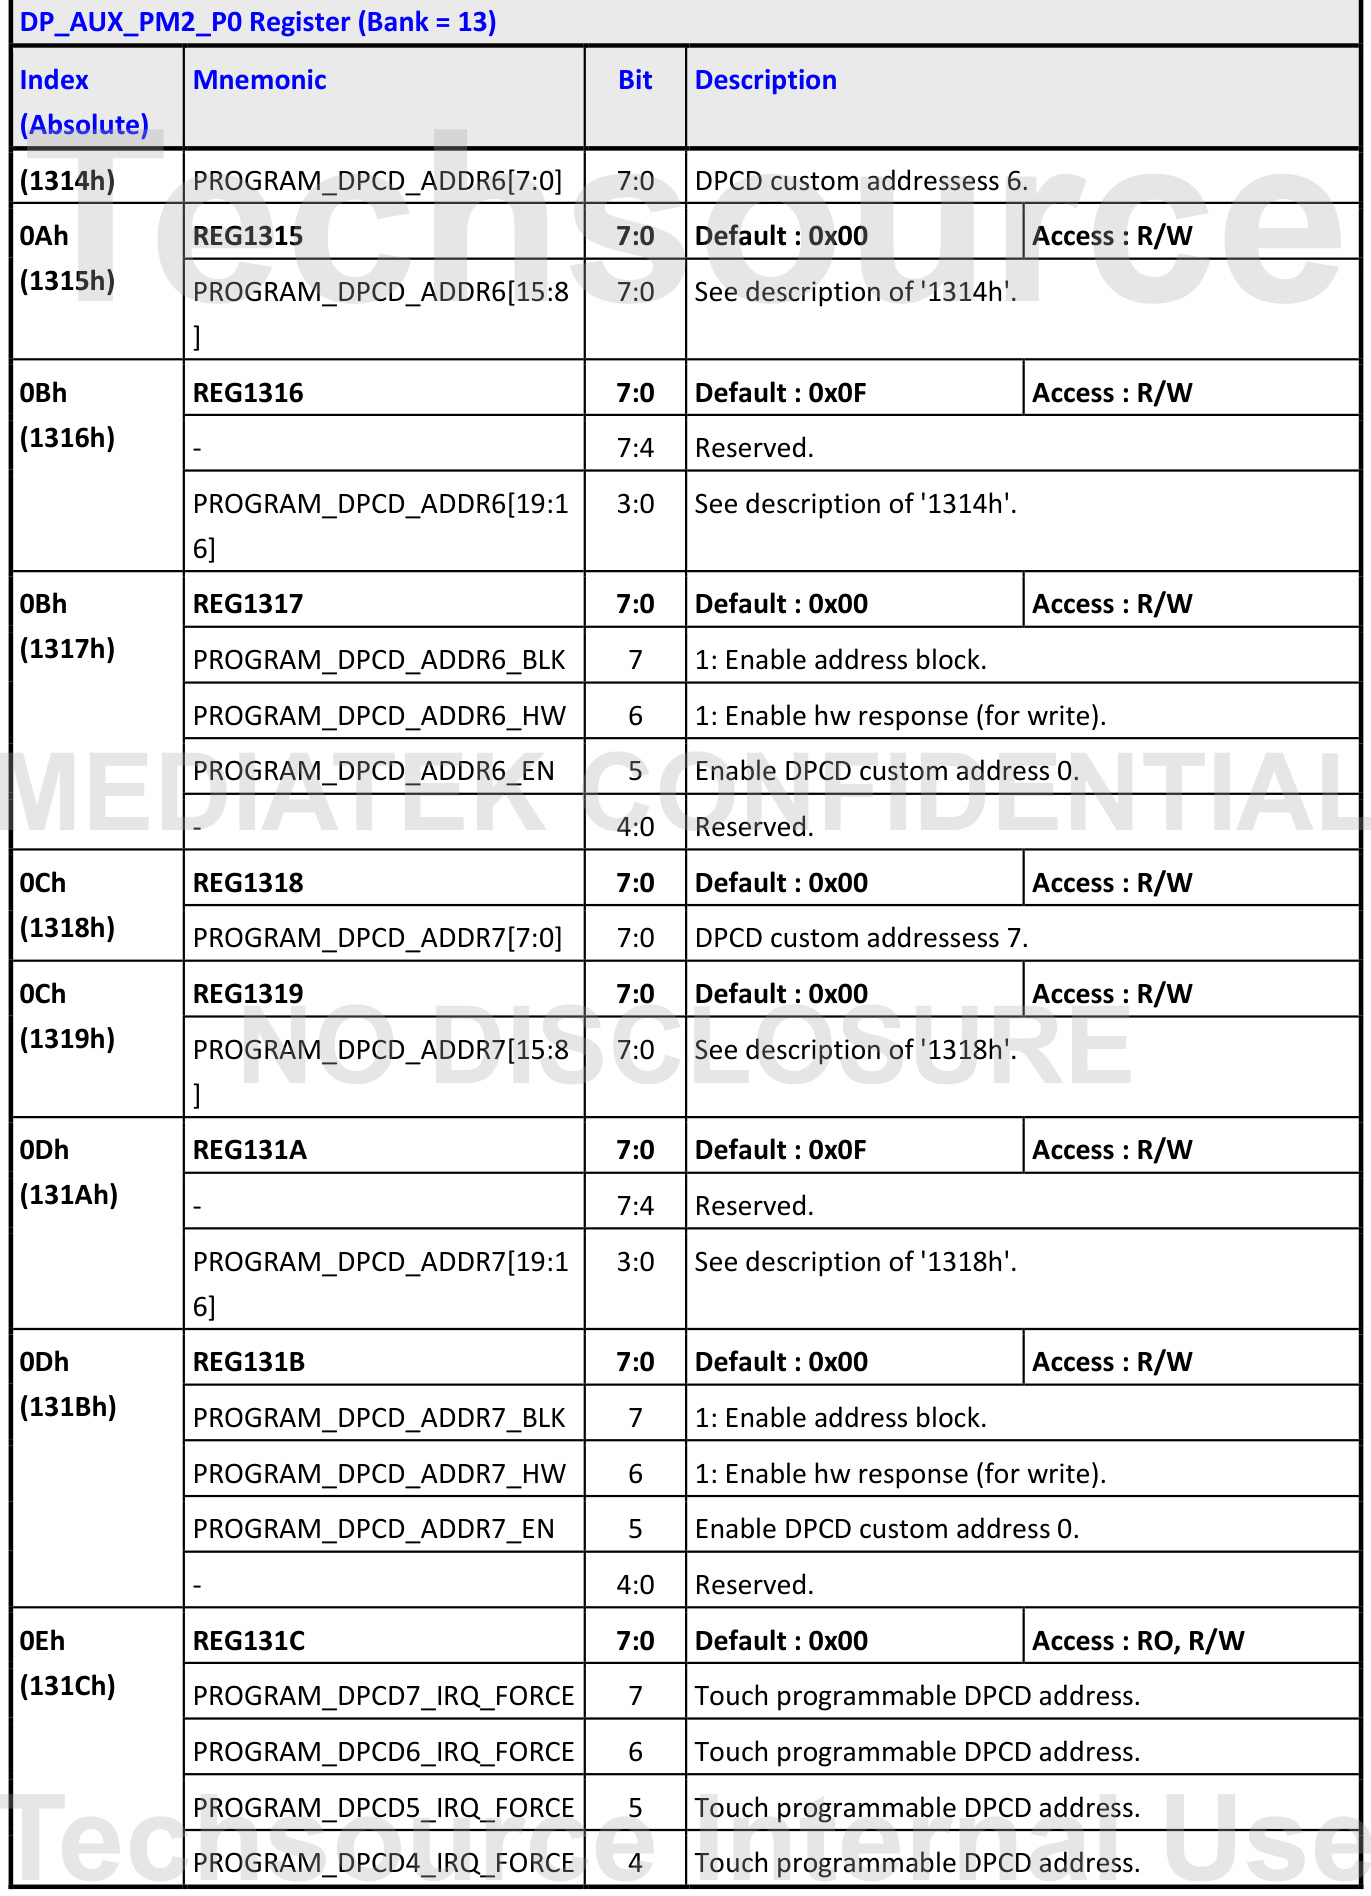 DP_AUX_PM2_P0 Register (Bank = 13)
Index (Absolute) Mnemonic Bit Description
(1314h) PROGRAM_DPCD_ADDR6[7:0] 7:0 DPCD custom addressess 6.
0Ah (1315h) REG1315 7:0 Default : 0x00 Access : R/W
PROGRAM_DPCD_ADDR6[15:8] 7:0 See description of '1314h'.
0Bh (1316h) REG1316 7:0 Default : 0x0F Access : R/W
- 7:4 Reserved.
PROGRAM_DPCD_ADDR6[19:16] 3:0 See description of '1314h'.
0Bh (1317h) REG1317 7:0 Default : 0x00 Access : R/W
PROGRAM_DPCD_ADDR6_BLK 7 1: Enable address block.
PROGRAM_DPCD_ADDR6_HW 6 1: Enable hw response (for write).
PROGRAM_DPCD_ADDR6_EN 5 Enable DPCD custom address 0.
- 4:0 Reserved.
0Ch (1318h) REG1318 7:0 Default : 0x00 Access : R/W
PROGRAM_DPCD_ADDR7[7:0] 7:0 DPCD custom addressess 7.
0Ch (1319h) REG1319 7:0 Default : 0x00 Access : R/W
PROGRAM_DPCD_ADDR7[15:8] 7:0 See description of '1318h'.
0Dh (131Ah) REG131A 7:0 Default : 0x0F Access : R/W
- 7:4 Reserved.
PROGRAM_DPCD_ADDR7[19:16] 3:0 See description of '1318h'.
0Dh (131Bh) REG131B 7:0 Default : 0x00 Access : R/W
PROGRAM_DPCD_ADDR7_BLK 7 1: Enable address block.
PROGRAM_DPCD_ADDR7_HW 6 1: Enable hw response (for write).
PROGRAM_DPCD_ADDR7_EN 5 Enable DPCD custom address 0.
- 4:0 Reserved.
0Eh (131Ch) REG131C 7:0 Default : 0x00 Access : RO, R/W
PROGRAM_DPCD7_IRQ_FORCE 7 Touch programmable DPCD address.
PROGRAM_DPCD6_IRQ_FORCE 6 Touch programmable DPCD address.
PROGRAM_DPCD5_IRQ_FORCE 5 Touch programmable DPCD address.
PROGRAM_DPCD4_IRQ_FORCE 4 Touch programmable DPCD address.
Techsource
MEDIATEK CONFIDENTIAL
NO DISCLOSURE
Techsource Internal Use